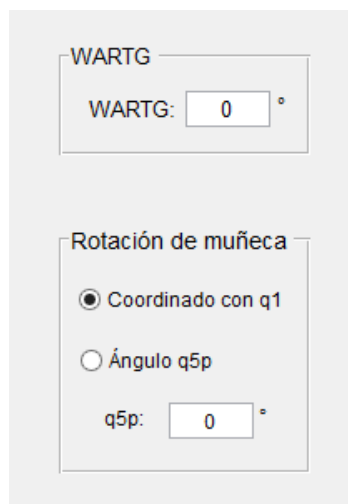 WARTG
WARTG: 0 °
Rotación de muñeca
Coordinado con q1
Ángulo q5p
q5p: 0 °